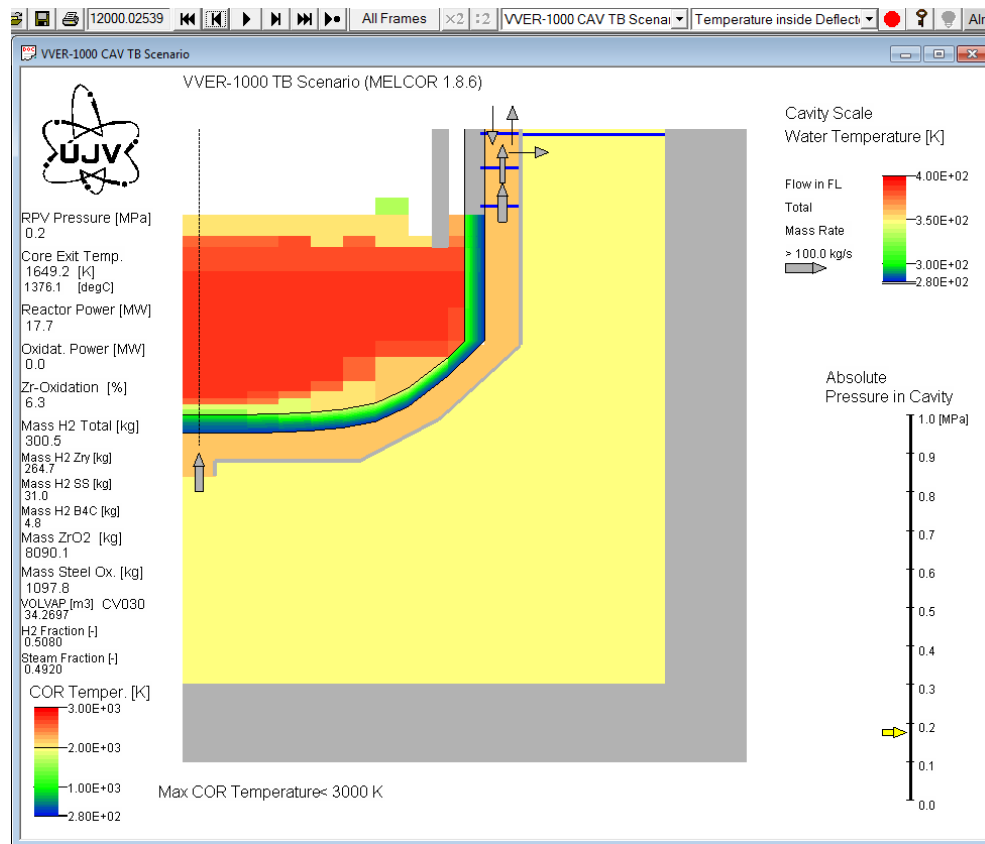 12000.02539 All Frames ×2 :2 VVER-1000 CAV TB Scenar Temperature inside Deflect
VVER-1000 CAV TB Scenario
VVER-1000 TB Scenario (MELCOR 1.8.6)
ÚJV
RPV Pressure [MPa]
0.2
Core Exit Temp.
1649.2 [K]
1376.1 [degC]
Reactor Power [MW]
17.7
Oxidat. Power [MW]
0.0
Zr-Oxidation [%]
6.3
Mass H2 Total [kg]
300.5
Mass H2 Zry [kg]
264.7
Mass H2 SS [kg]
31.0
Mass H2 B4C [kg]
4.8
Mass ZrO2 [kg]
8090.1
Mass Steel Ox. [kg]
1097.8
VOLVAP [m3] CV030
34.2697
H2 Fraction [-]
0.5080
Steam Fraction [-]
0.4920
COR Temper. [K]
3.00E+03
2.00E+03
1.00E+03
2.80E+02
Max COR Temperature< 3000 K
Cavity Scale
Water Temperature [K]
Flow in FL
Total
Mass Rate
> 100.0 kg/s
4.00E+02
3.50E+02
3.00E+02
2.80E+02
Absolute
Pressure in Cavity
1.0 [MPa]
0.9
0.8
0.7
0.6
0.5
0.4
0.3
0.2
0.1
0.0